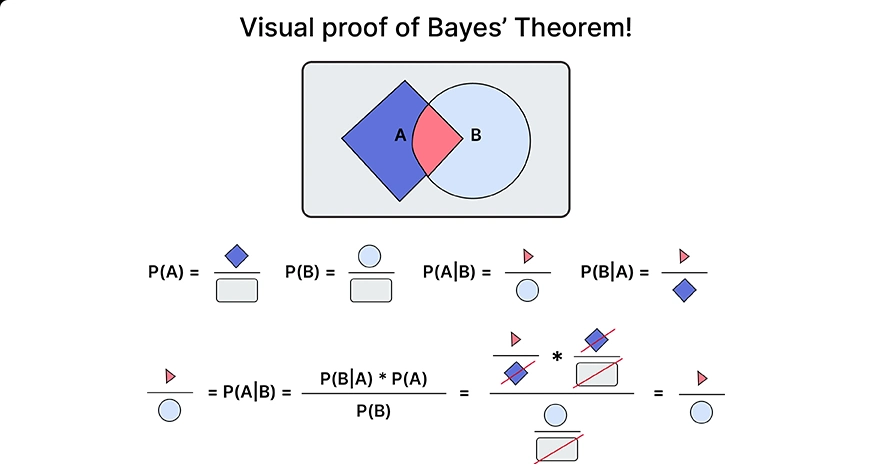 Visual proof of Bayes’ Theorem!
A B
P(A) = P(B) = P(A|B) = P(B|A) =
= P(A|B) = P(B|A) * P(A) = * =
P(B)